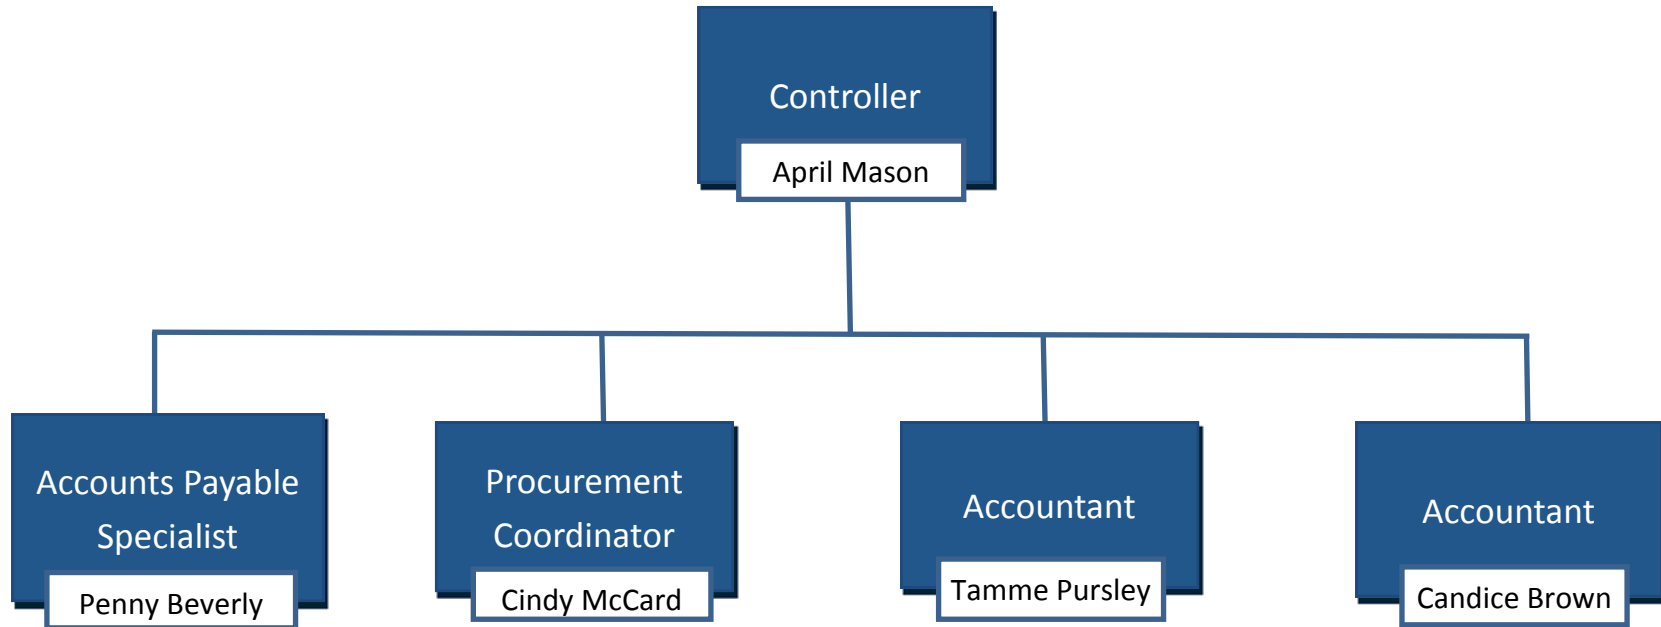 Controller
April Mason
Accounts Payable
Specialist
Penny Beverly
Procurement
Coordinator
Cindy McCard
Accountant
Tamme Pursley
Accountant
Candice Brown